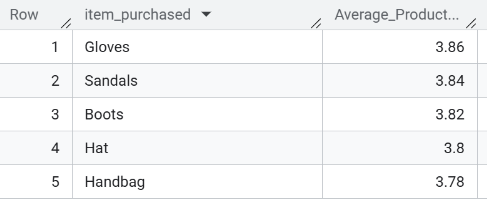 Row item_purchased Average_Product...
1 Gloves 3.86
2 Sandals 3.84
3 Boots 3.82
4 Hat 3.8
5 Handbag 3.78